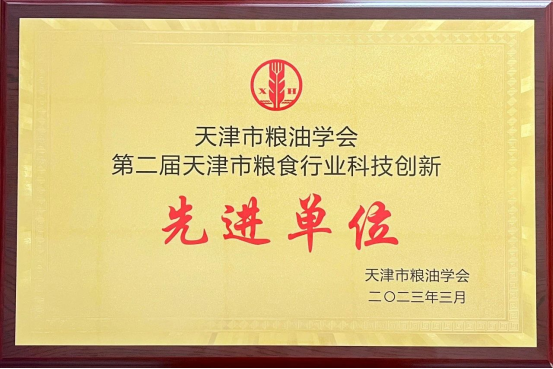 X H
天津市粮油学会
第二届天津市粮食行业科技创新
先进单位
天津市粮油学会
二〇二三年三月